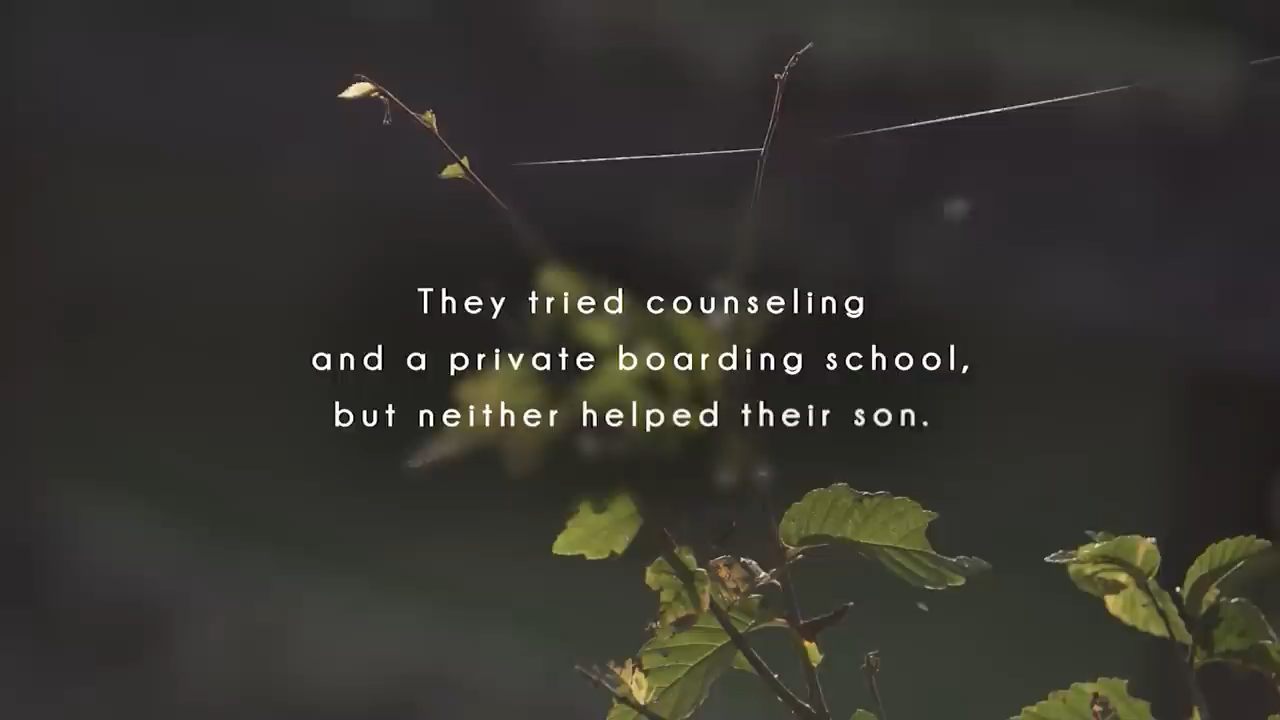 They tried counseling
and a private boarding school,
but neither helped their son.